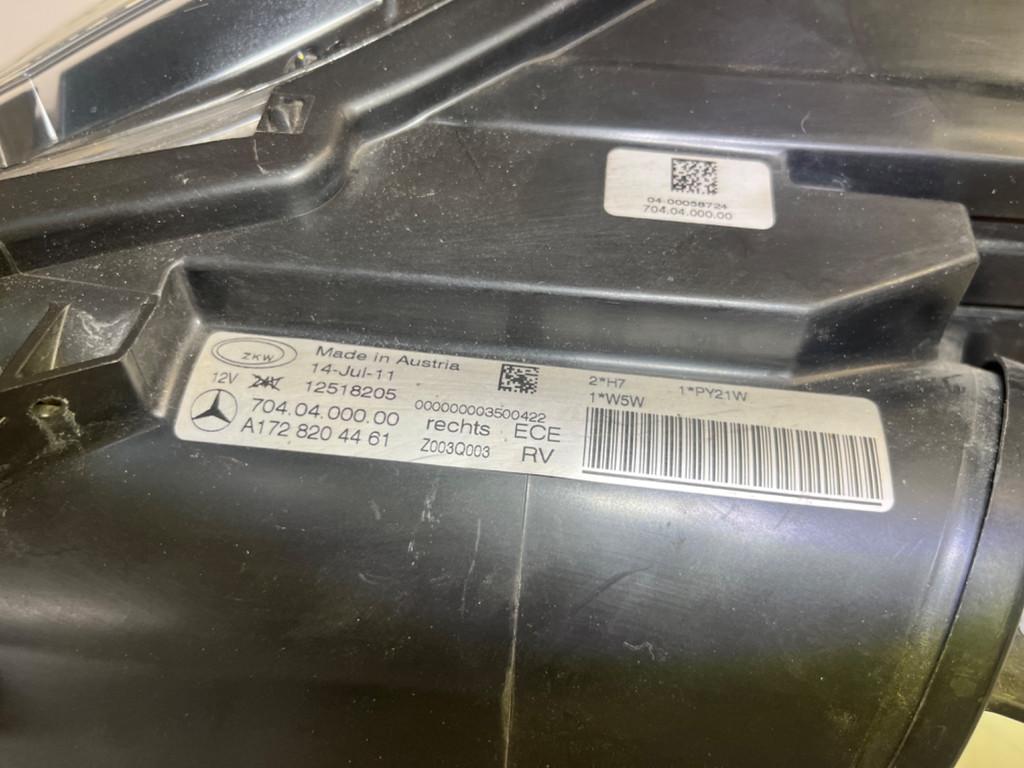 04 00058724
704.04.000.00
ZKW
Made in Austria
14-Jul-11
12V 24V 12518205
704.04.000.00
A172 820 44 61
000000003500422
rechts ECE
Z003Q003 RV
2*H7 1*PY21W
1*W5W